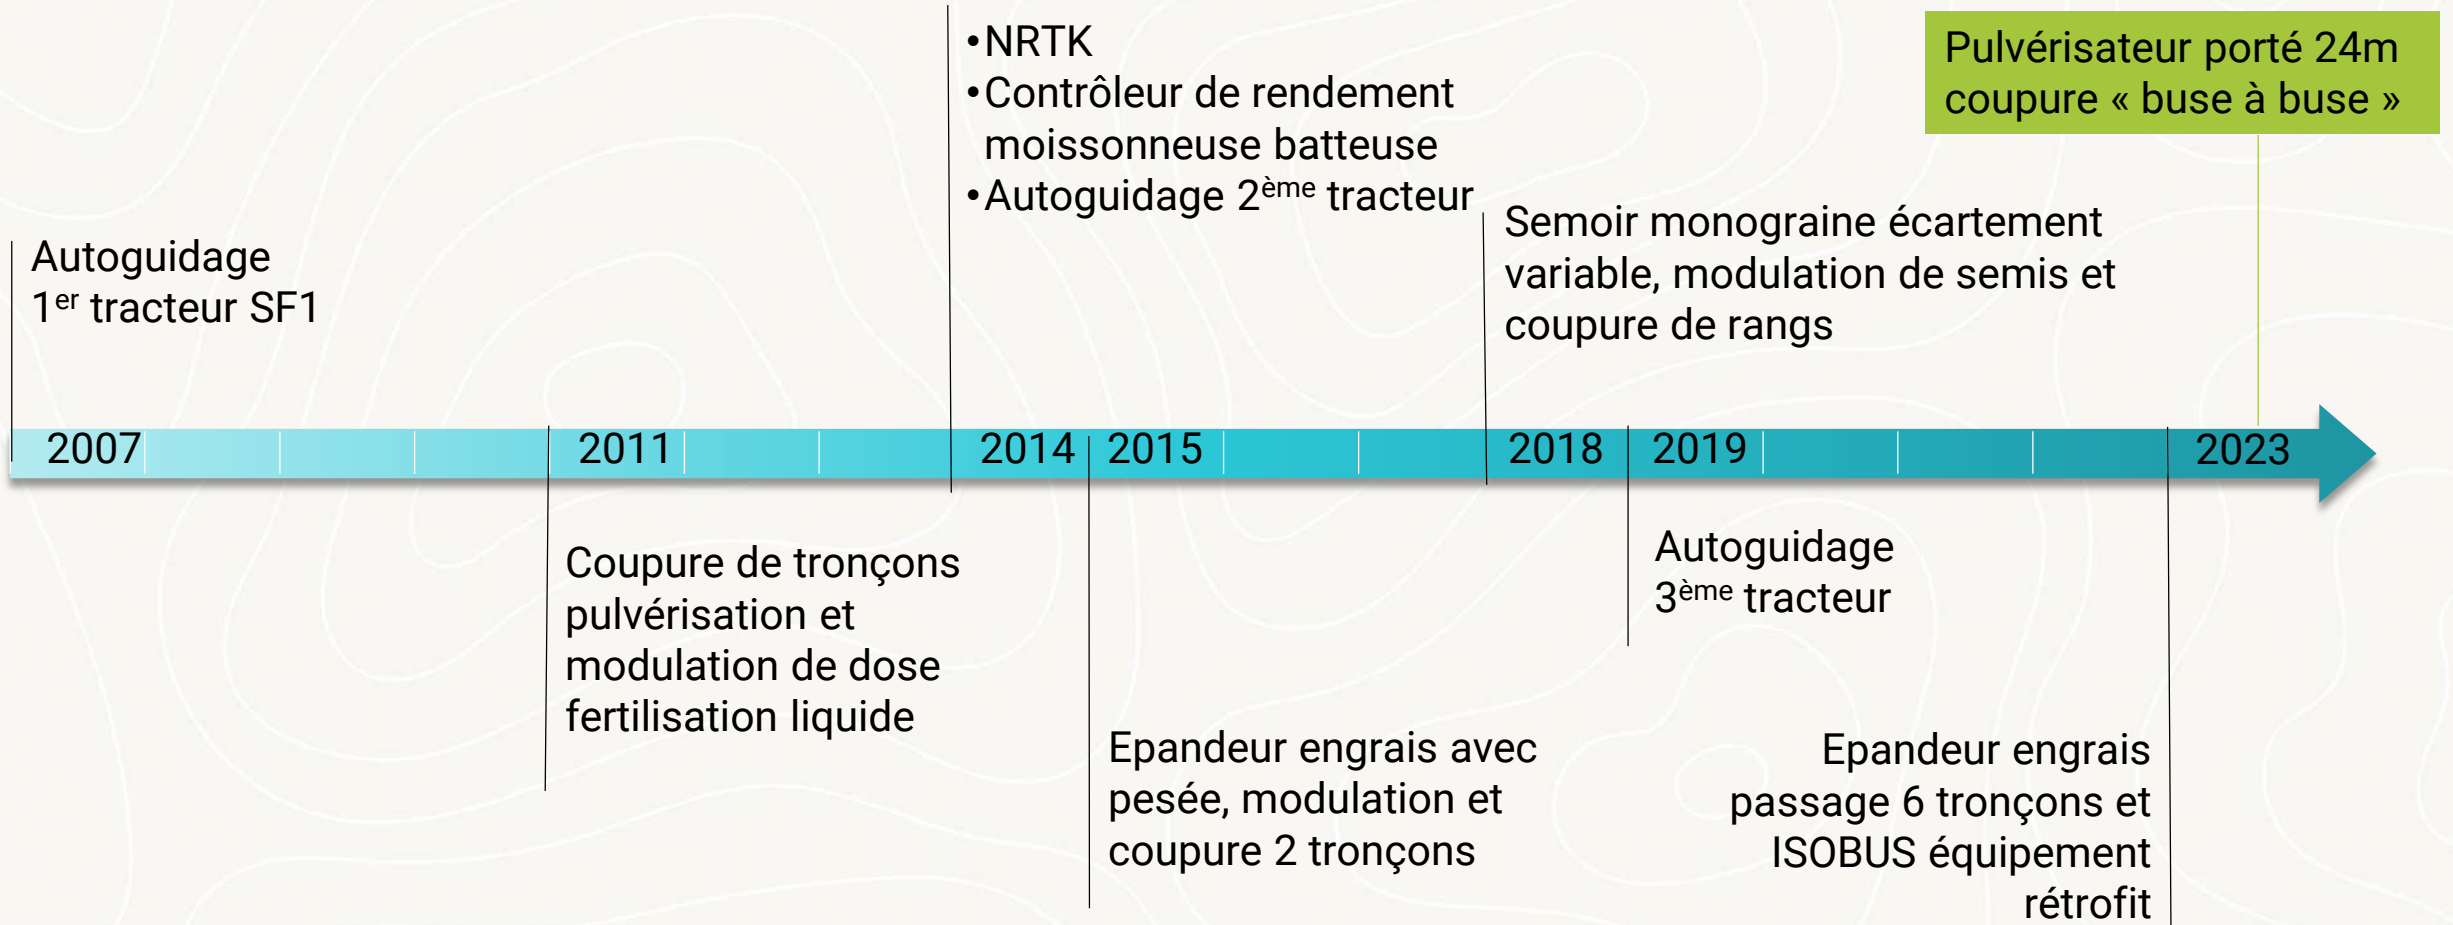 •NRTK
•Contrôleur de rendement
moissonneuse batteuse
•Autoguidage 2ème tracteur
Pulvérisateur porté 24m
coupure « buse à buse »
Autoguidage
1er tracteur SF1
Semoir monograine écartement
variable, modulation de semis et
coupure de rangs
2007 2011 2014 2015 2018 2019 2023
Coupure de tronçons
pulvérisation et
modulation de dose
fertilisation liquide
Epandeur engrais avec
pesée, modulation et
coupure 2 tronçons
Autoguidage
3ème tracteur
Epandeur engrais
passage 6 tronçons et
ISOBUS équipement
rétrofit